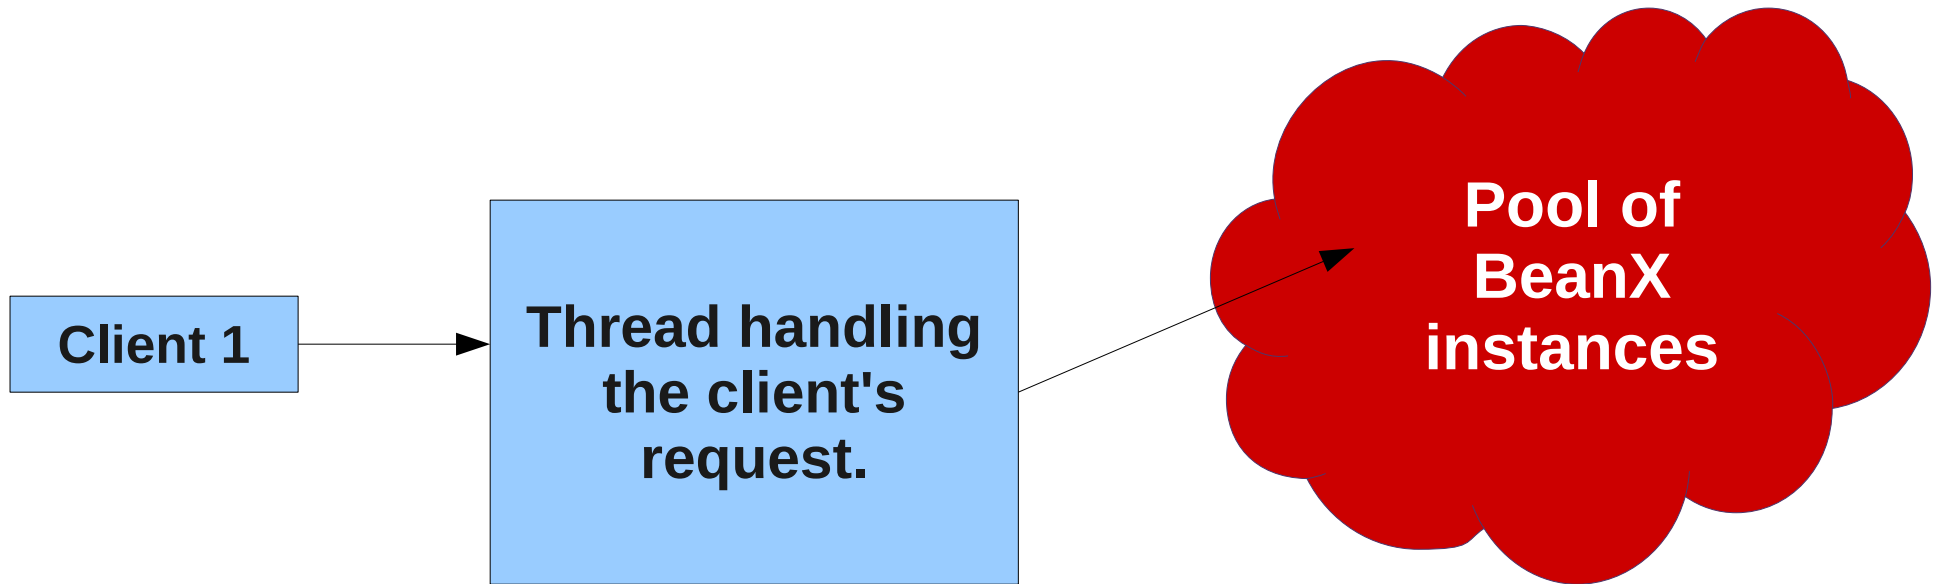 Client 1
Thread handling
the client's
request.
Pool of
BeanX
instances